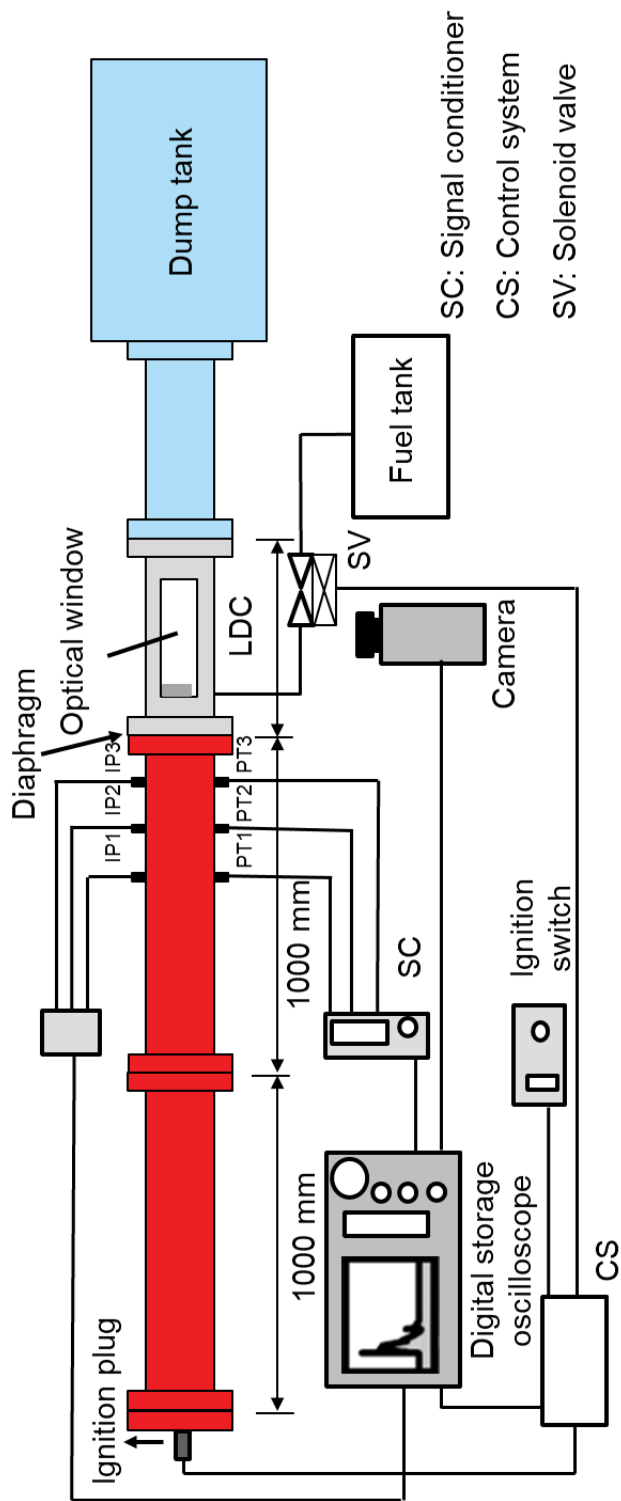 Ignition plug
Diaphragm
Optical window
Dump tank
IP1
IP2
IP3
PT1
PT2
PT3
1000 mm
1000 mm
LDC
SV
Fuel tank
SC
Camera
Digital storage
oscilloscope
Ignition
switch
CS
SC: Signal conditioner
CS: Control system
SV: Solenoid valve